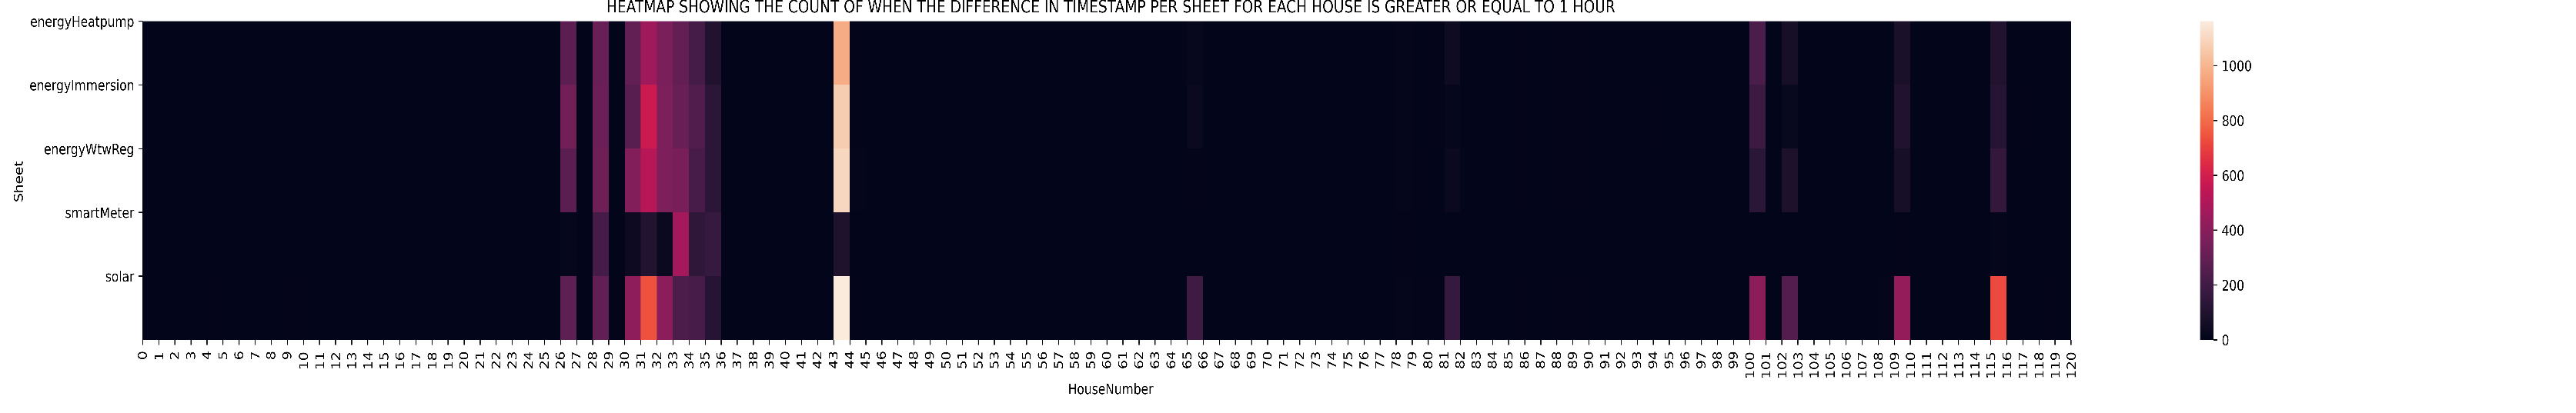 HEATMAP SHOWING THE COUNT OF WHEN THE DIFFERENCE IN TIMESTAMP PER SHEET FOR EACH HOUSE IS GREATER OR EQUAL TO 1 HOUR
energyHeatpump
energyImmersion
energyWtwReg
smartMeter
solar
Sheet
0 1 2 3 4 5 6 7 8 9 10 11 12 13 14 15 16 17 18 19 20 21 22 23 24 25 26 27 28 29 30 31 32 33 34 35 36 37 38 39 40 41 42 43 44 45 46 47 48 49 50 51 52 53 54 55 56 57 58 59 60 61 62 63 64 65 66 67 68 69 70 71 72 73 74 75 76 77 78 79 80 81 82 83 84 85 86 87 88 89 90 91 92 93 94 95 96 97 98 99 100 101 102 103 104 105 106 107 108 109 110 111 112 113 114 115 116 117 118 119 120
HouseNumber
1000
800
600
400
200
0